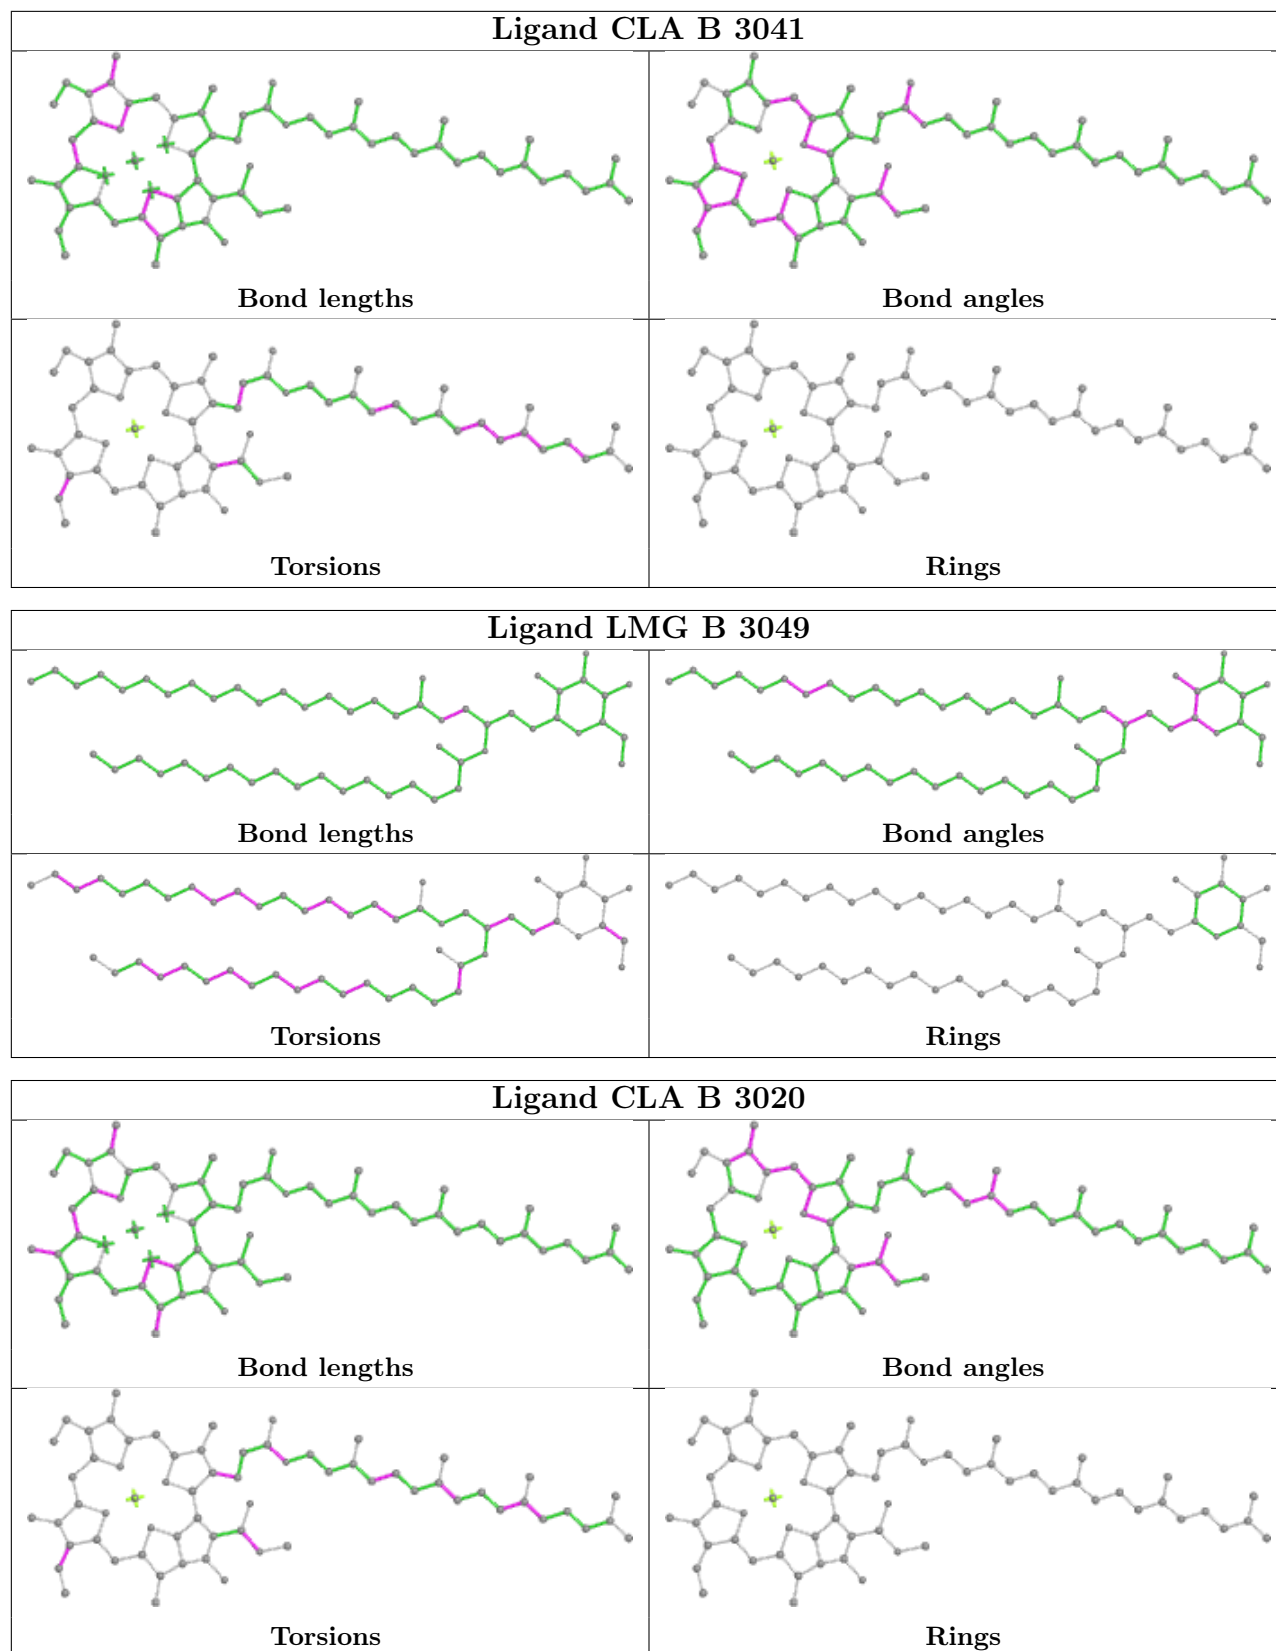 Ligand CLA B 3041
Bond lengths
Bond angles
Torsions
Rings
Ligand LMG B 3049
Bond lengths
Bond angles
Torsions
Rings
Ligand CLA B 3020
Bond lengths
Bond angles
Torsions
Rings